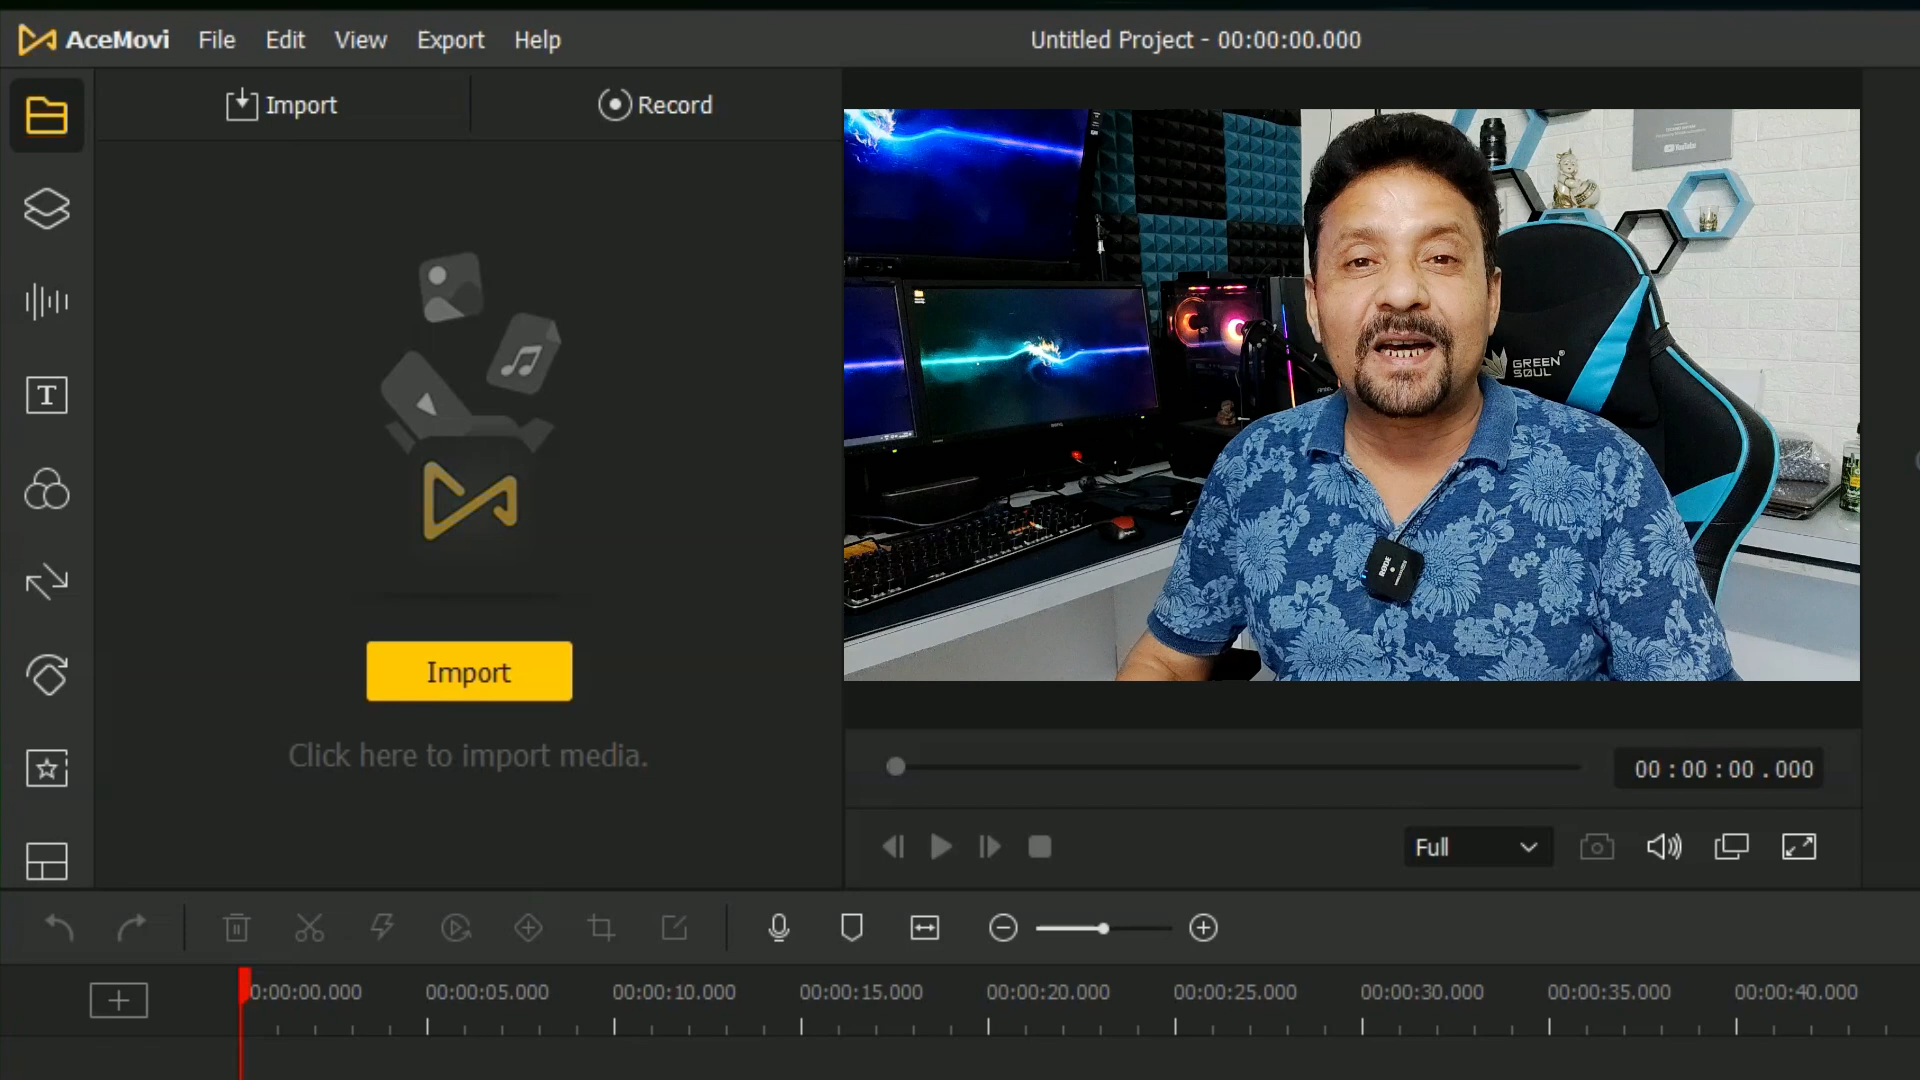 AceMovi File Edit View Export Help
Untitled Project - 00:00:00.000
Import
Record
YouTube
GREEN
SOUL
RØDE
Import
Click here to import media.
00:00:00.000
Full
0:00:00.000 00:00:05.000 00:00:10.000 00:00:15.000 00:00:20.000 00:00:25.000 00:00:30.000 00:00:35.000 00:00:40.000